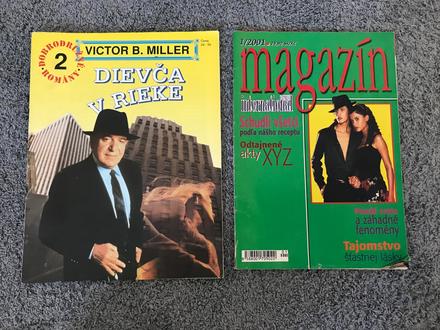 DOBRODRUŽNÉ
ROMÁNY
2
VICTOR B. MILLER
DIEVČA
V RIEKE
1/2001
magazín
international
Schudli všetci
podľa nášho receptu
Odtajnené
akty XYZ
a záhadné
fenomény
Tajomstvo
šťastnej lásky